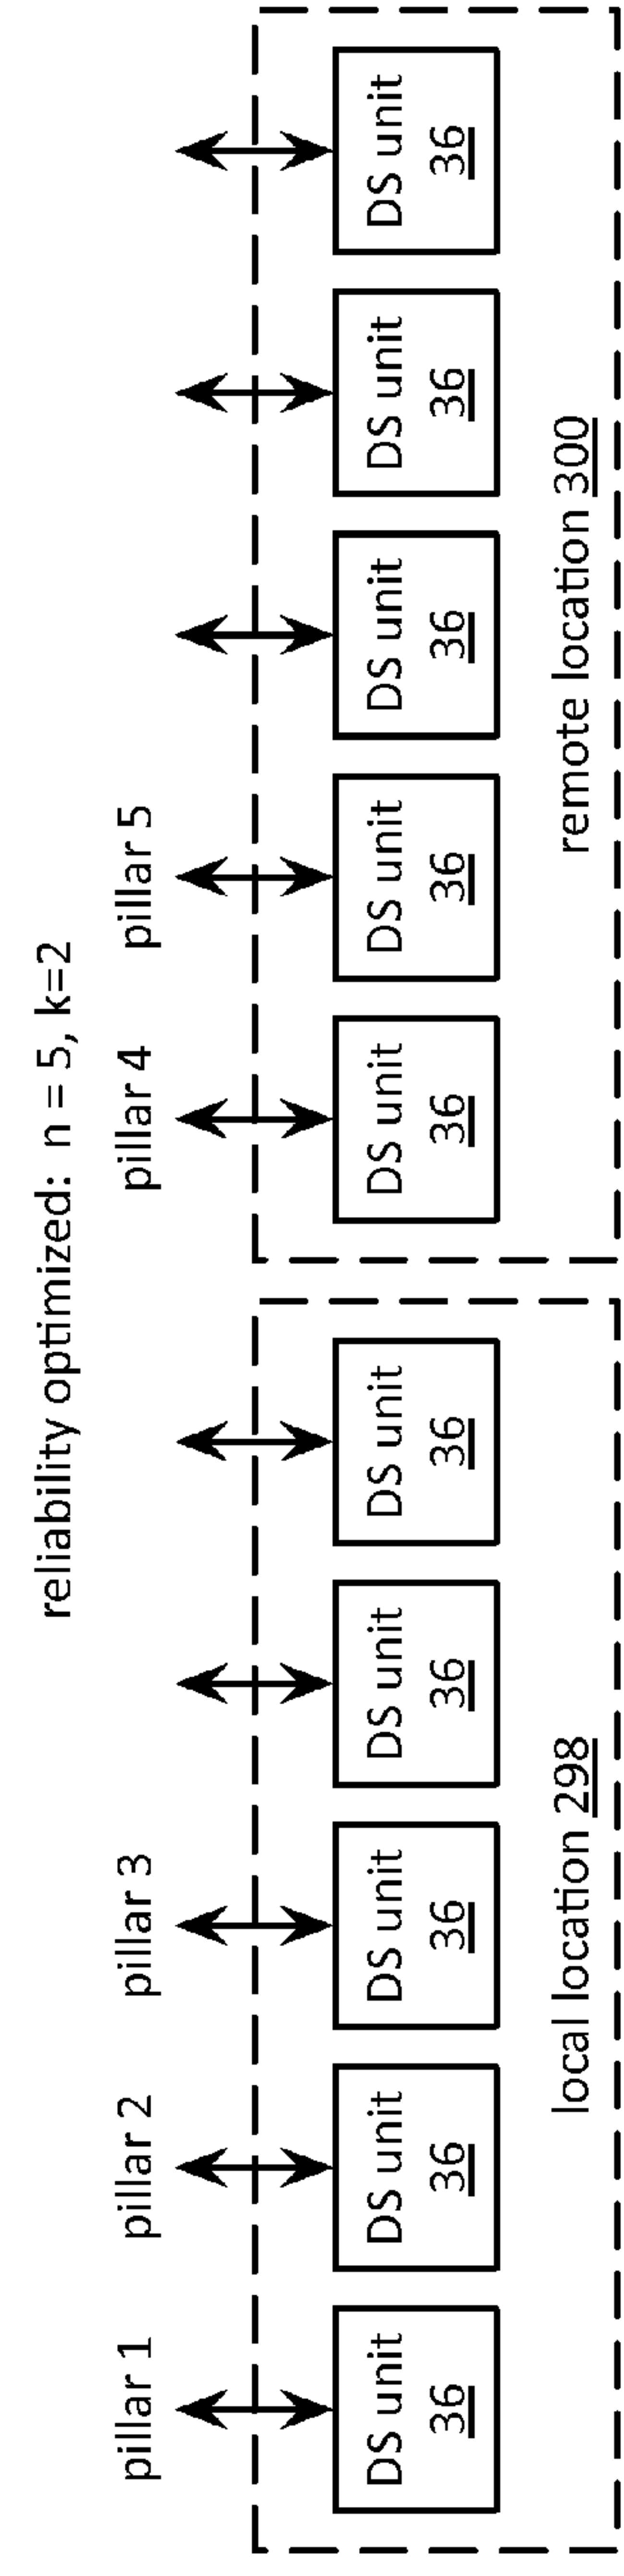 reliability optimized: n = 5, k=2
pillar 1
pillar 2
pillar 3
pillar 4
pillar 5
DS unit
36
DS unit
36
DS unit
36
DS unit
36
DS unit
36
DS unit
36
DS unit
36
DS unit
36
DS unit
36
DS unit
36
local location 298
remote location 300